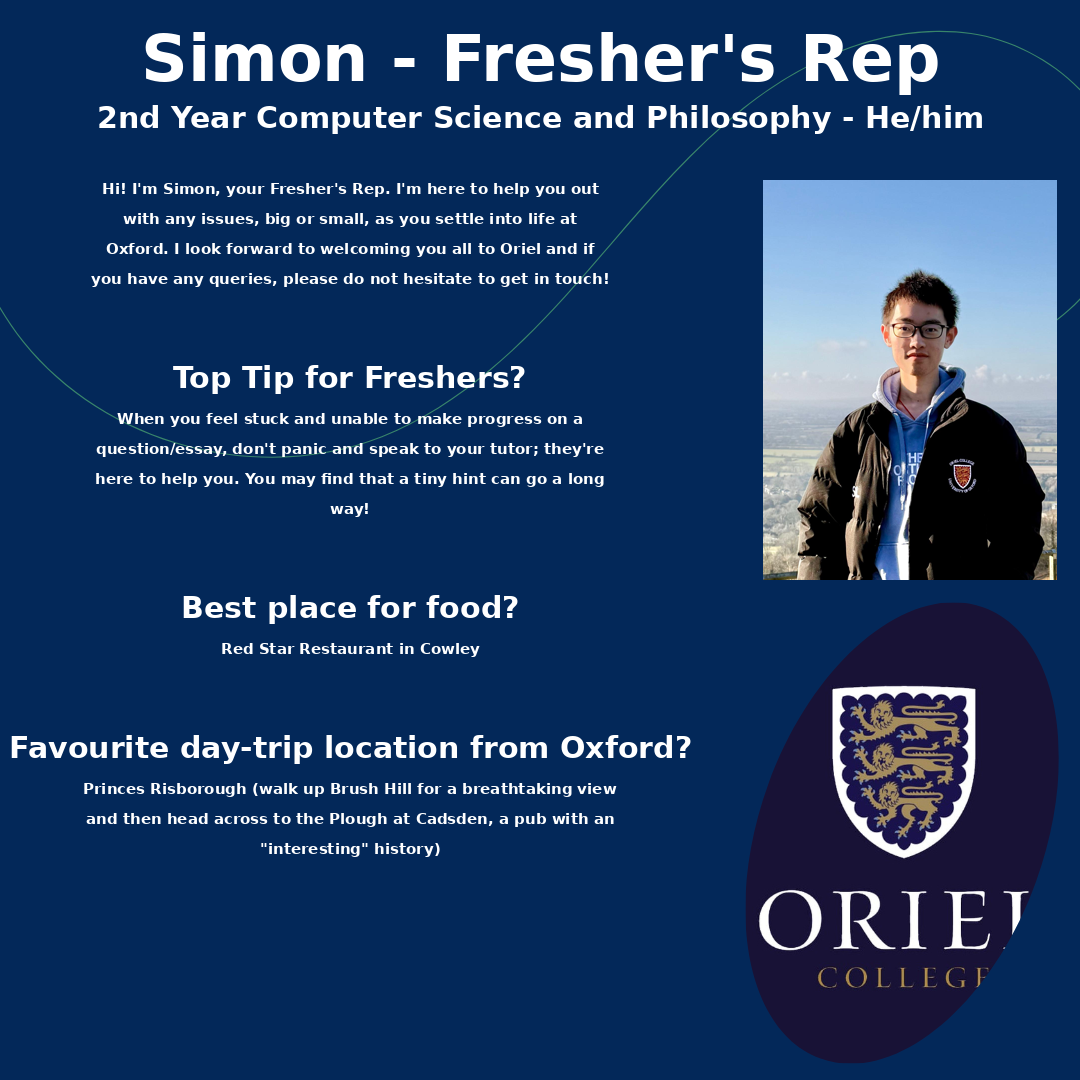 Simon - Fresher's Rep
2nd Year Computer Science and Philosophy - He/him
Hi! I'm Simon, your Fresher's Rep. I'm here to help you out
with any issues, big or small, as you settle into life at
Oxford. I look forward to welcoming you all to Oriel and if
you have any queries, please do not hesitate to get in touch!
Top Tip for Freshers?
When you feel stuck and unable to make progress on a
question/essay, don't panic and speak to your tutor; they're
here to help you. You may find that a tiny hint can go a long
way!
Best place for food?
Red Star Restaurant in Cowley
Favourite day-trip location from Oxford?
Princes Risborough (walk up Brush Hill for a breathtaking view
and then head across to the Plough at Cadsden, a pub with an
"interesting" history)
ORIEL COLLEGE
ORIEL
COLLEGE